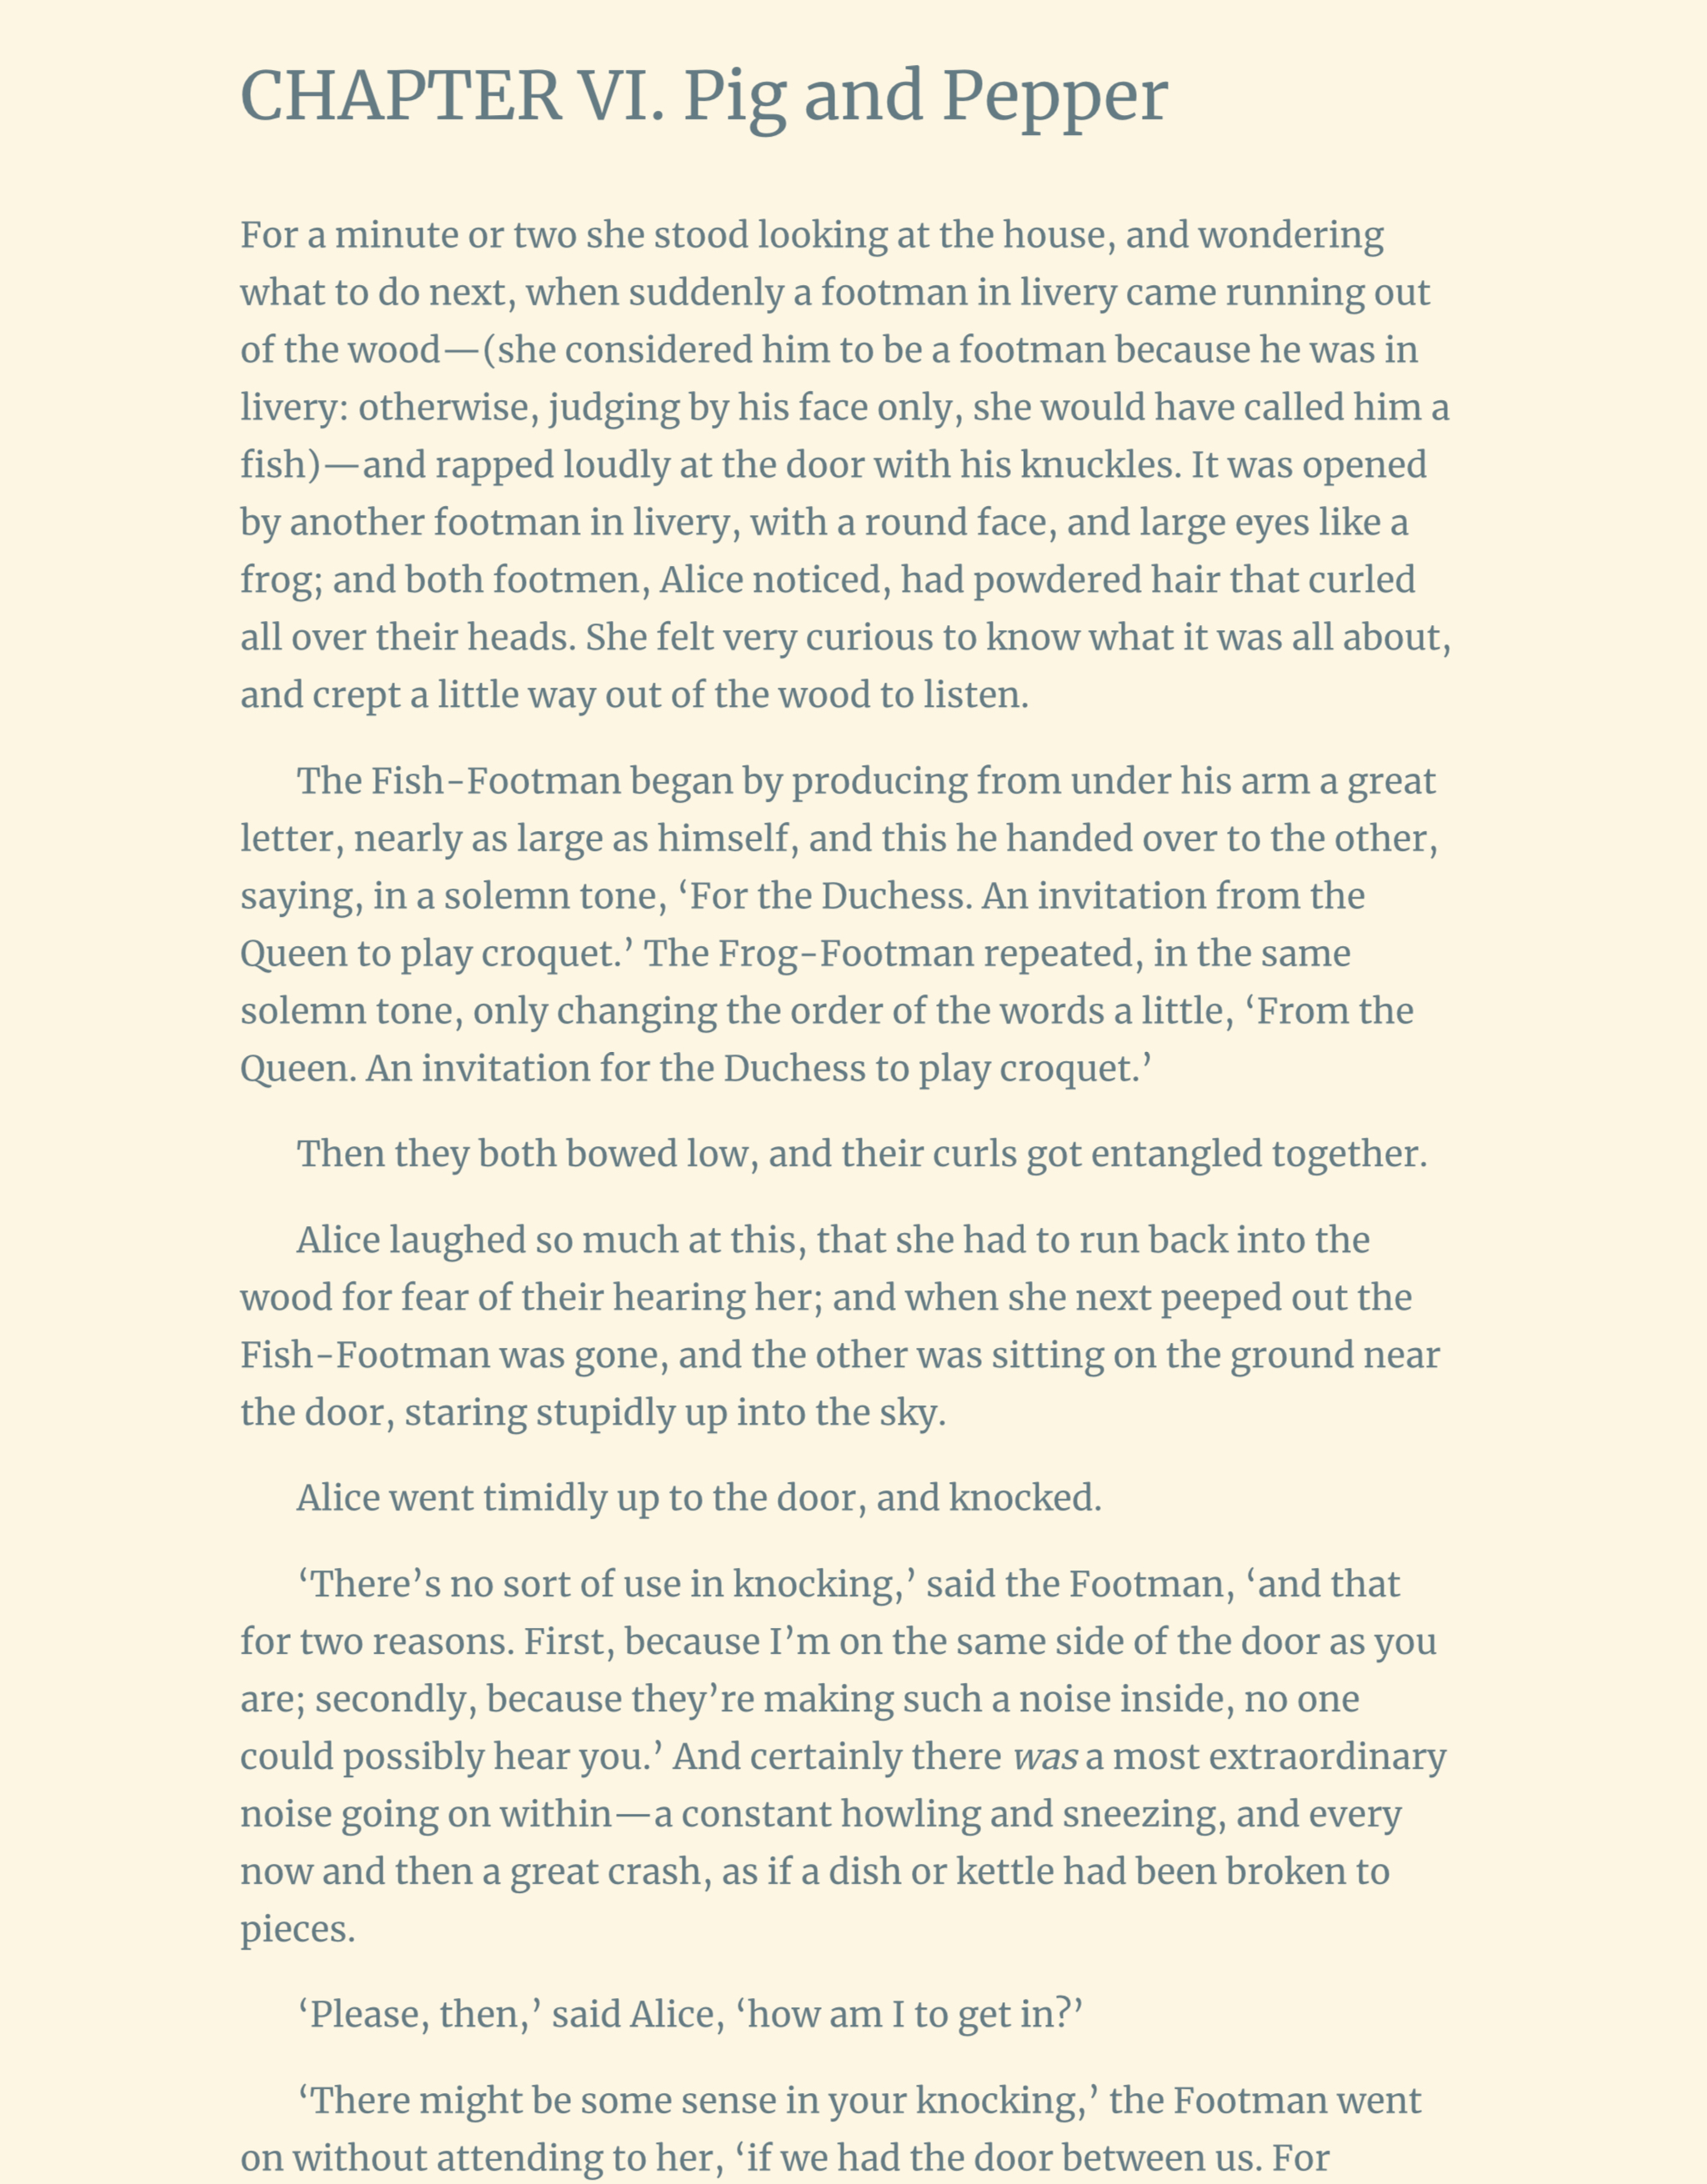 CHAPTER VI. Pig and Pepper
For a minute or two she stood looking at the house, and wondering
what to do next, when suddenly a footman in livery came running out
of the wood—(she considered him to be a footman because he was in
livery: otherwise, judging by his face only, she would have called him a
fish)—and rapped loudly at the door with his knuckles. It was opened
by another footman in livery, with a round face, and large eyes like a
frog; and both footmen, Alice noticed, had powdered hair that curled
all over their heads. She felt very curious to know what it was all about,
and crept a little way out of the wood to listen.
The Fish-Footman began by producing from under his arm a great
letter, nearly as large as himself, and this he handed over to the other,
saying, in a solemn tone, ‘For the Duchess. An invitation from the
Queen to play croquet.’ The Frog-Footman repeated, in the same
solemn tone, only changing the order of the words a little, ‘From the
Queen. An invitation for the Duchess to play croquet.’
Then they both bowed low, and their curls got entangled together.
Alice laughed so much at this, that she had to run back into the
wood for fear of their hearing her; and when she next peeped out the
Fish-Footman was gone, and the other was sitting on the ground near
the door, staring stupidly up into the sky.
Alice went timidly up to the door, and knocked.
‘There’s no sort of use in knocking,’ said the Footman, ‘and that
for two reasons. First, because I’m on the same side of the door as you
are; secondly, because they’re making such a noise inside, no one
could possibly hear you.’ And certainly there was a most extraordinary
noise going on within—a constant howling and sneezing, and every
now and then a great crash, as if a dish or kettle had been broken to
pieces.
‘Please, then,’ said Alice, ‘how am I to get in?’
‘There might be some sense in your knocking,’ the Footman went
on without attending to her, ‘if we had the door between us. For